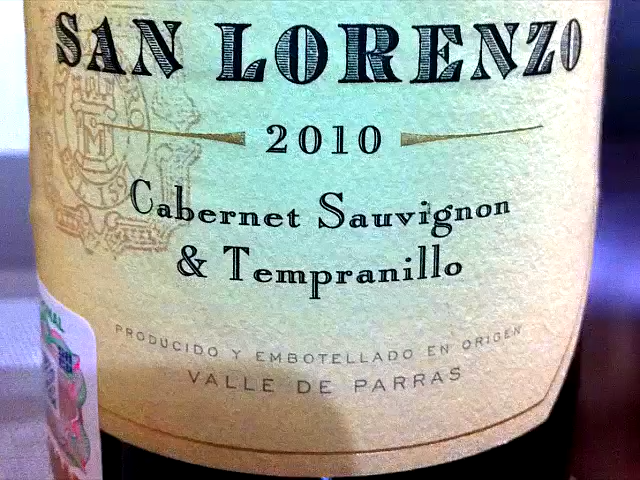 SAN LORENZO
2010
Cabernet Sauvignon
& Tempranillo
PRODUCIDO Y EMBOTELLADO EN ORIGEN
VALLE DE PARRAS